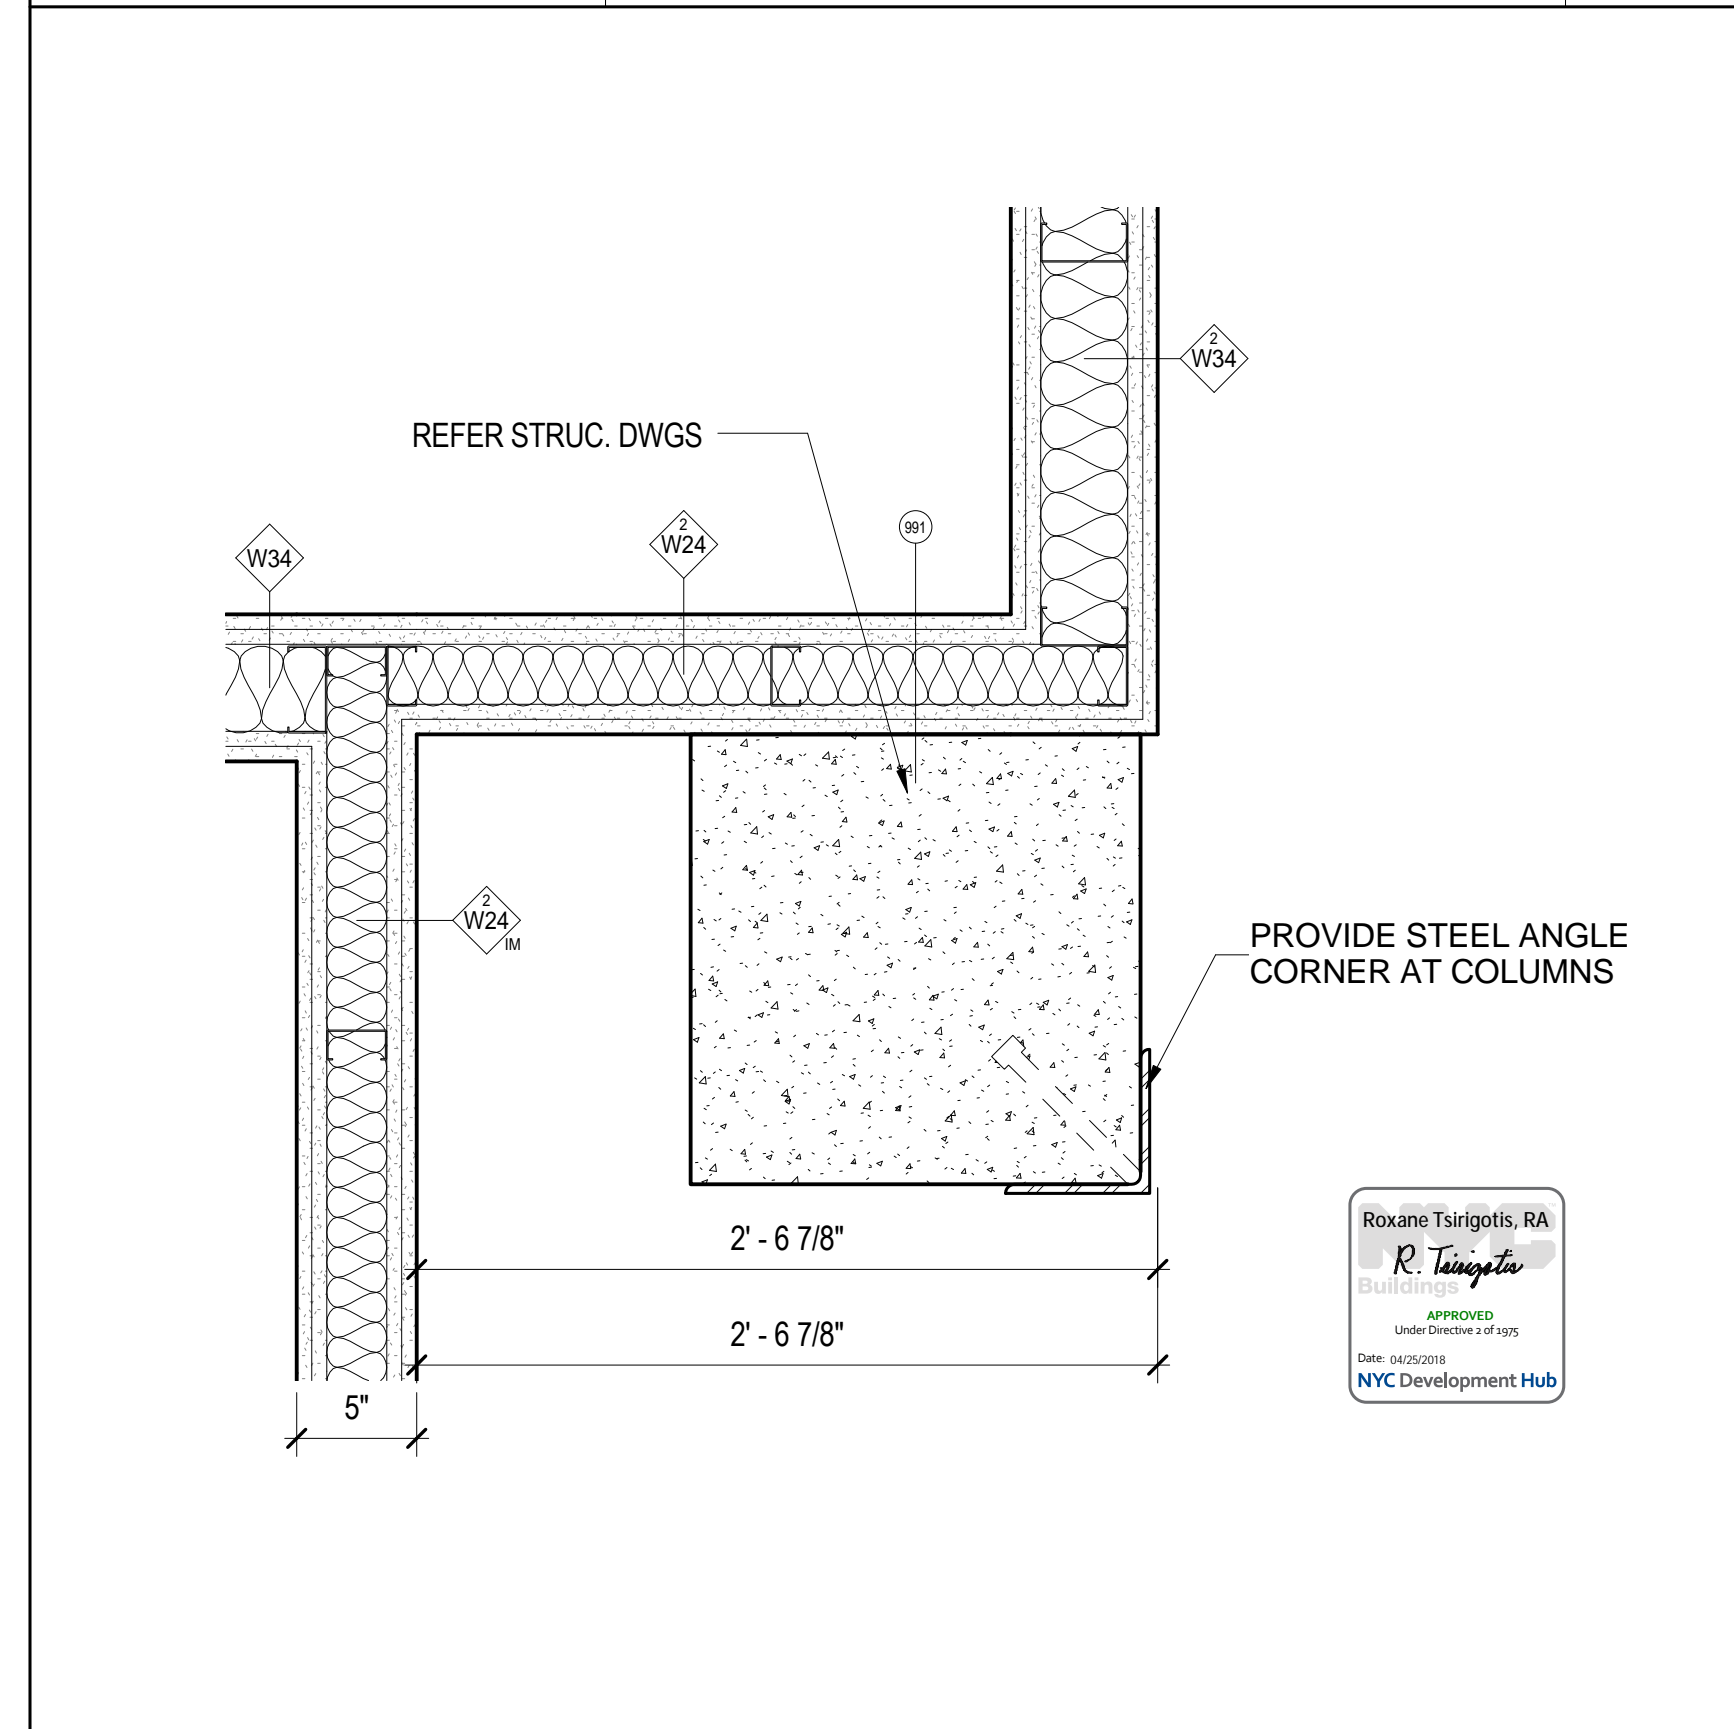 2
W34
REFER STRUC. DWGS
2
W24
991
W34
2
W24
IM
PROVIDE STEEL ANGLE
CORNER AT COLUMNS
2' - 6 7/8"
2' - 6 7/8"
5"
NYC
Roxane Tsirigotis, RA
R. Tsirigotis
Buildings
APPROVED
Under Directive 2 of 1975
Date: 04/25/2018
NYC Development Hub